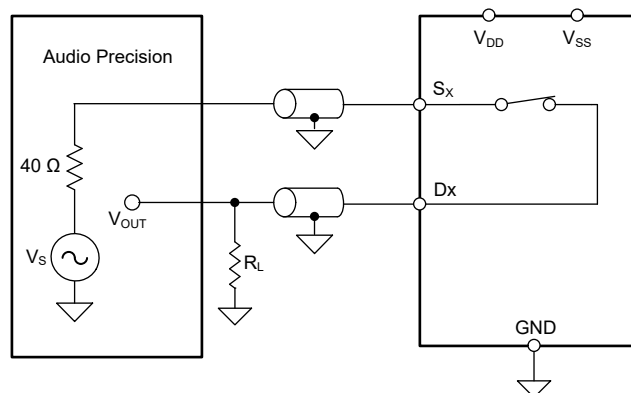 Audio Precision
V_DD
V_SS
S_X
40 Ω
V_OUT
Dx
V_S
R_L
GND